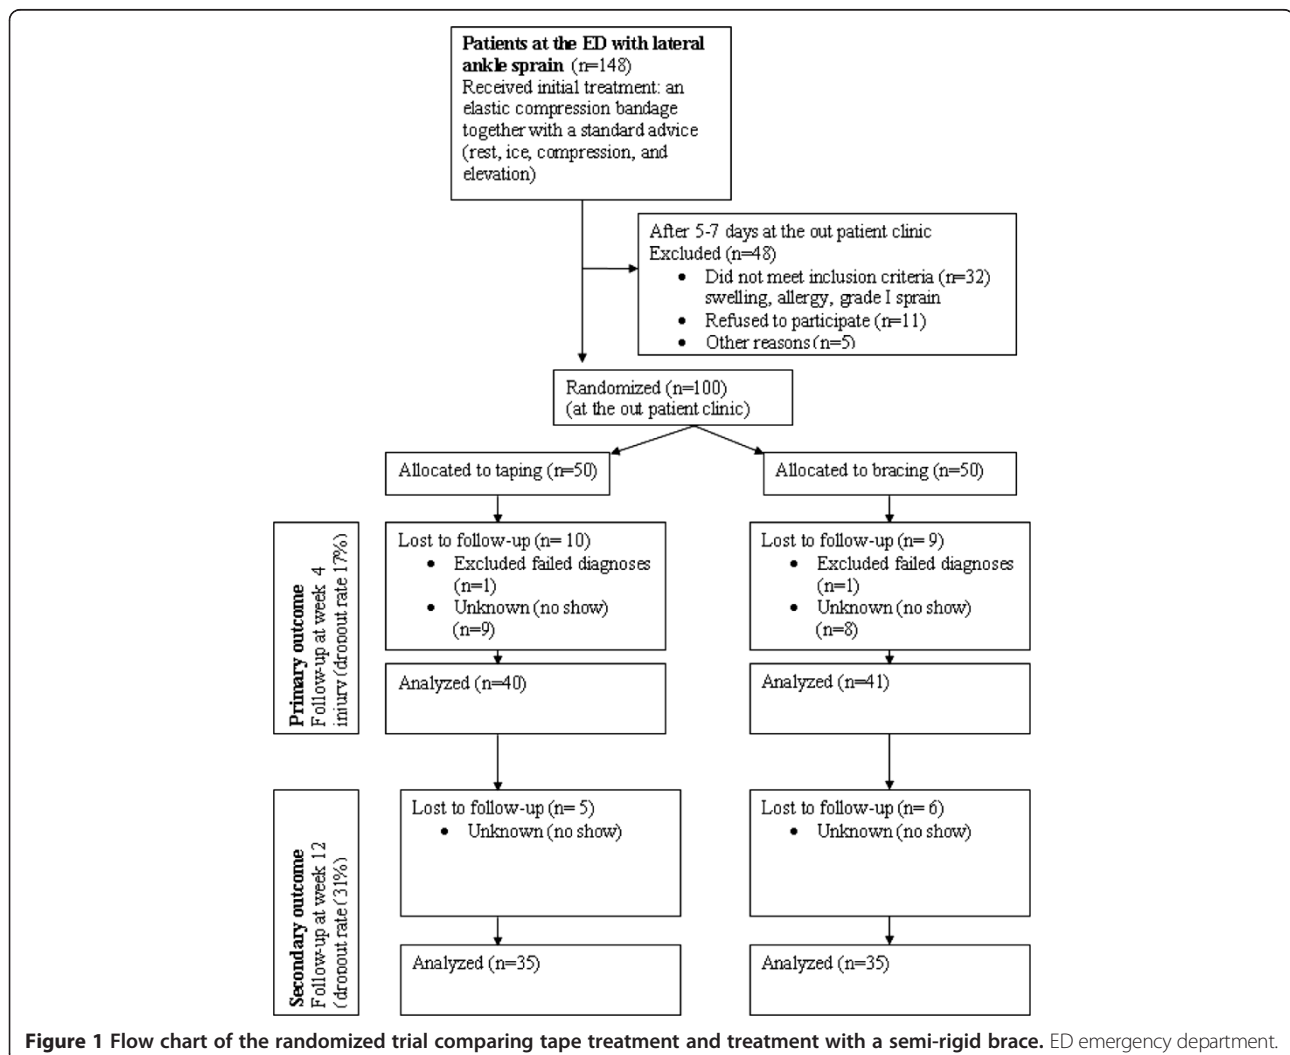 Patients at the ED with lateral
ankle sprain (n=148)
Received initial treatment: an
elastic compression bandage
together with a standard advice
(rest, ice, compression, and
elevation)
After 5-7 days at the out patient clinic
Excluded (n=48)
• Did not meet inclusion criteria (n=32)
swelling, allergy, grade I sprain
• Refused to participate (n=11)
• Other reasons (n=5)
Randomized (n=100)
(at the out patient clinic)
Allocated to taping (n=50)
Allocated to bracing (n=50)
Primary outcome
Follow-up at week 4
injury (dropout rate 17%)
Lost to follow-up (n= 10)
• Excluded failed diagnoses
(n=1)
• Unknown (no show)
(n=9)
Lost to follow-up (n= 9)
• Excluded failed diagnoses
(n=1)
• Unknown (no show)
(n=8)
Analyzed (n=40)
Analyzed (n=41)
Secondary outcome
Follow-up at week 12
(dropout rate (31%)
Lost to follow-up (n= 5)
• Unknown (no show)
Lost to follow-up (n= 6)
• Unknown (no show)
Analyzed (n=35)
Analyzed (n=35)
Figure 1 Flow chart of the randomized trial comparing tape treatment and treatment with a semi-rigid brace. ED emergency department.